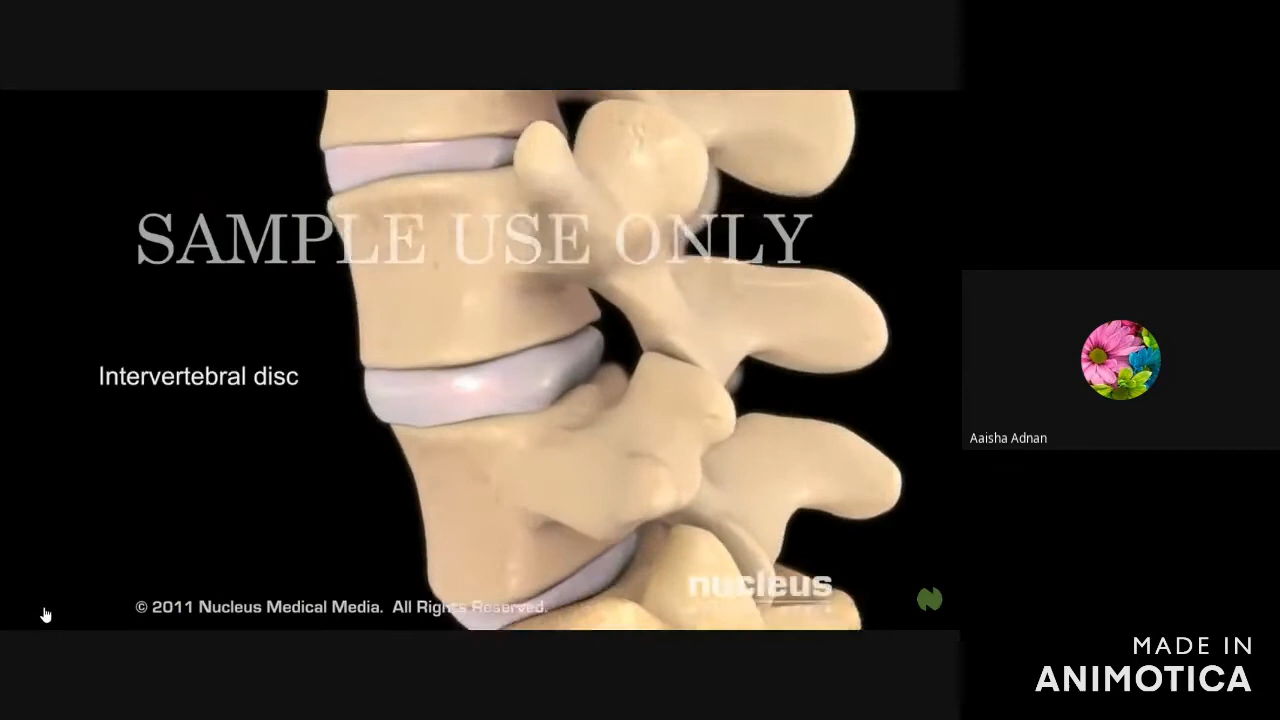 SAMPLE USE ONLY
Intervertebral disc
Aaisha Adnan
nucleus
© 2011 Nucleus Medical Media. All Rights Reserved.
MADE IN
ANIMOTICA